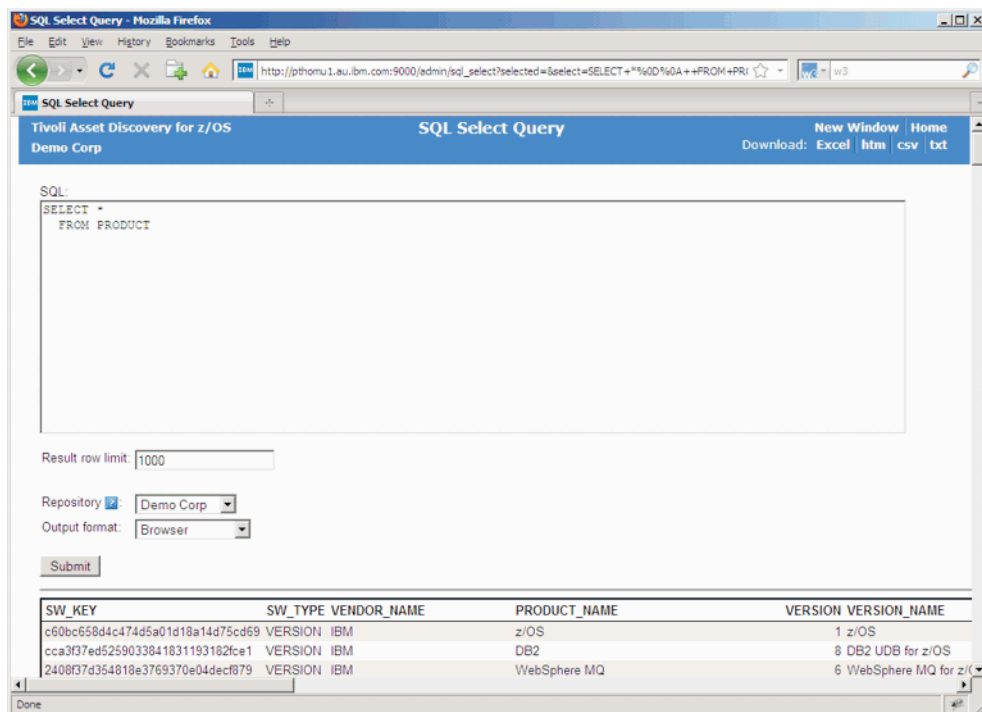 SQL Select Query - Mozilla Firefox
File Edit View History Bookmarks Tools Help
IBM http://pthomu1.au.ibm.com:9000/admin/sql_select?selected=&select=SELECT+*%0D%0A++FROM+PR w3
IBM SQL Select Query
Tivoli Asset Discovery for z/OS SQL Select Query New Window Home
Demo Corp Download: Excel htm csv txt
SQL:
SELECT *
FROM PRODUCT
Result row limit: 1000
Repository ?: Demo Corp
Output format: Browser
Submit
SW_KEY SW_TYPE VENDOR_NAME PRODUCT_NAME VERSION VERSION_NAME
c60bc658d4c474d5a01d18a14d75cd69 VERSION IBM z/OS 1 z/OS
cca3f37ed5259033841831193182fce1 VERSION IBM DB2 8 DB2 UDB for z/OS
2408f37d354818e3769370e04decf879 VERSION IBM WebSphere MQ 6 WebSphere MQ for z/
Done